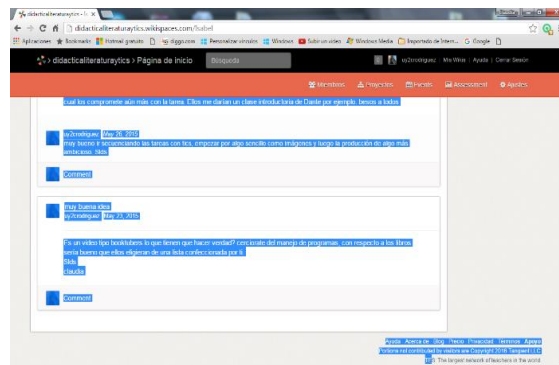 didacticaliteraturaytics - Is
didacticaliteraturaytics.wikispaces.com/Isabel
Aplicaciones Bookmarks Hotmail gratuito diggo.com Personalizar vínculos Windows Subir un video Windows Media Importado de Intern... G Google
didacticaliteraturaytics > Página de inicio Búsqueda uy2crodriguez Mis Wikis Ayuda Cerrar Sesión
Miembros Proyectos Events Assessment Ajustes
cual los compromete aún más con la tarea. Ellos me darían un clase introductoria de Dante por ejemplo. besos a todos
uy2crodriguez May 26, 2015
muy bueno ir secuenciando las tareas con tics, empezar por algo sencillo como imágenes y luego la producción de algo más
ambicioso. Slds
Comment
muy buena idea
uy2crodriguez May 23, 2015
Es un video tipo booktubers lo que tienen que hacer verdad? cerciorate del manejo de programas, con respecto a los libros
sería bueno que ellos eligieran de una lista confeccionada por ti.
Slds
claudia
Comment
Ayuda Acerca de Blog Precio Privacidad Términos Apoyo
Portions not contributed by visitors are Copyright 2016 Tangient LLC
TES: The largest network of teachers in the world